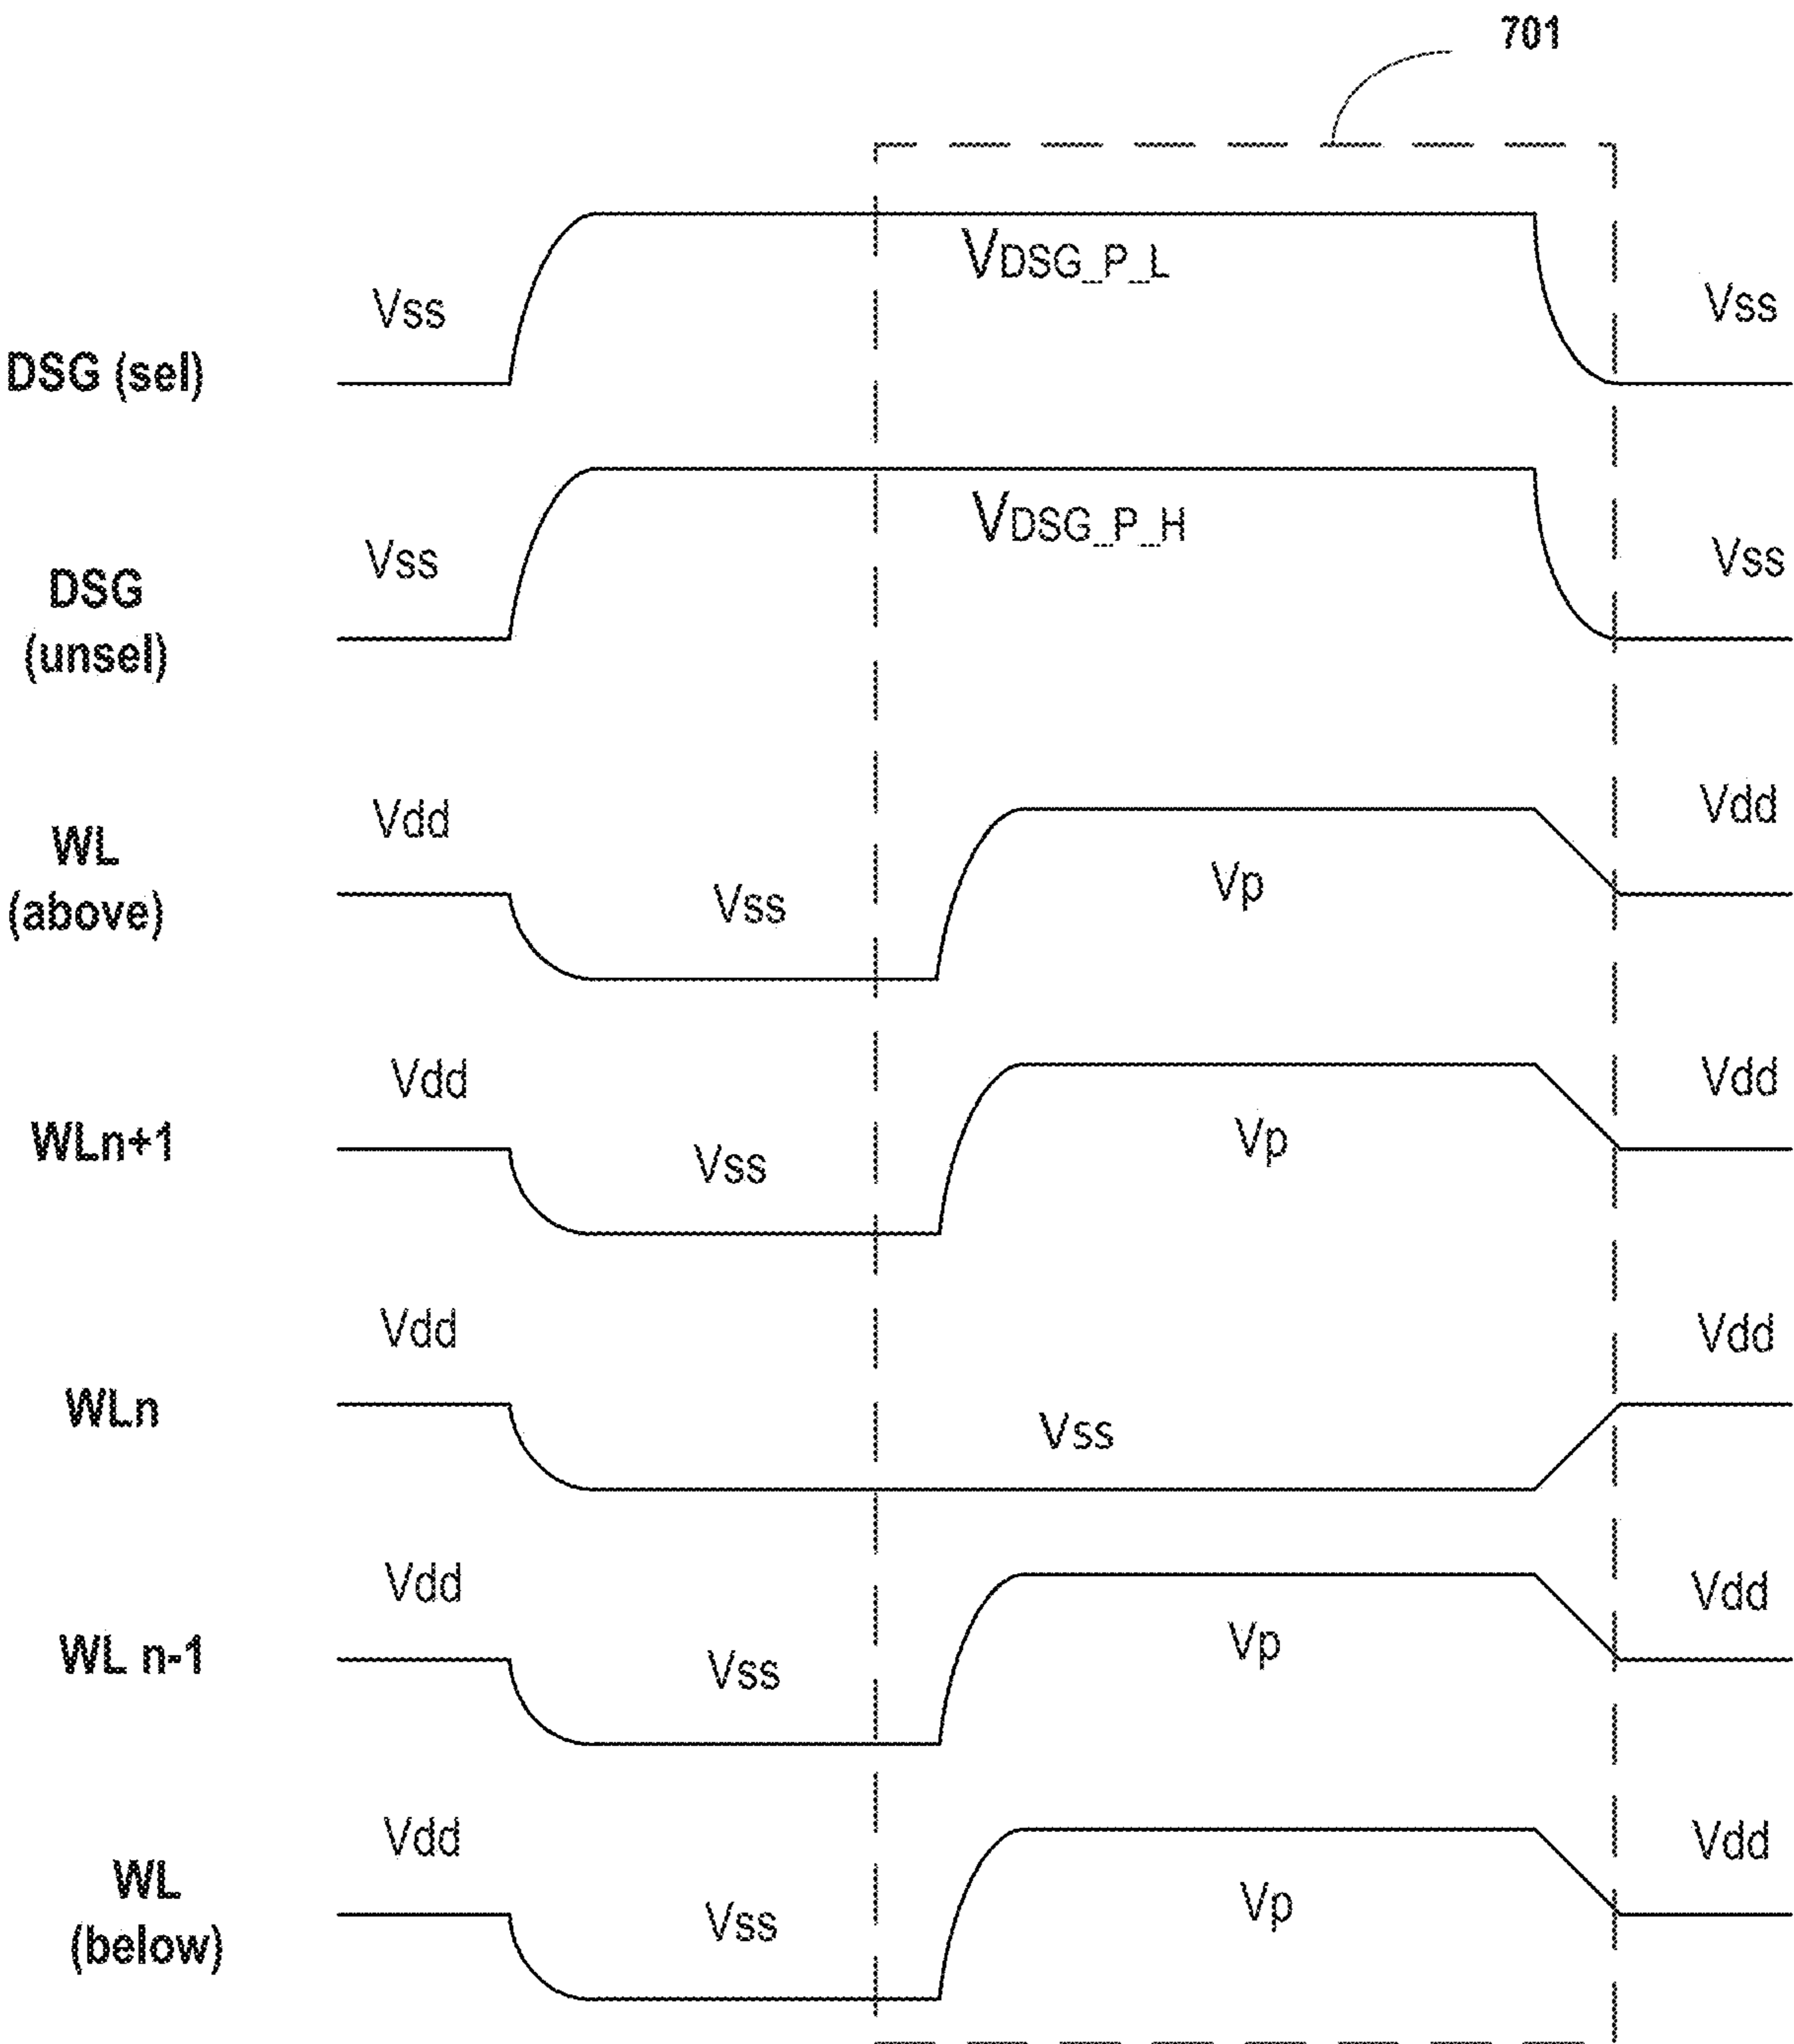 701
VDSG_P_L
Vss
Vss
DSG (sel)
VDSG_P_H
Vss
Vss
DSG
(unsel)
Vdd
Vdd
WL
(above)
Vss
Vp
Vdd
Vdd
WLn+1
Vss
Vp
Vdd
Vdd
WLn
Vss
Vdd
Vdd
WL n-1
Vss
Vp
Vdd
Vdd
WL
(below)
Vss
Vp